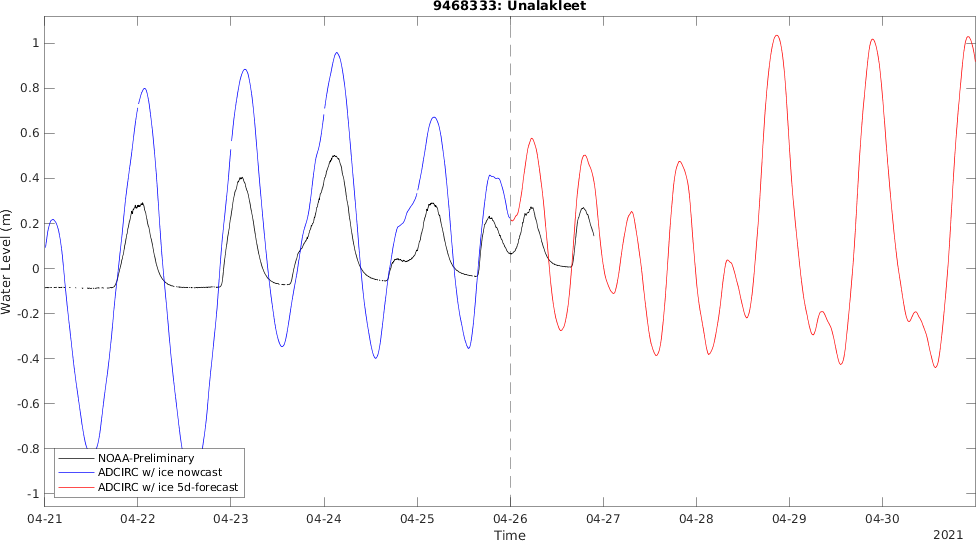 9468333: Unalakleet
1
0.8
0.6
0.4
0.2
0
-0.2
-0.4
-0.6
-0.8
-1
Water Level (m)
NOAA-Preliminary
ADCIRC w/ ice nowcast
ADCIRC w/ ice 5d-forecast
04-21 04-22 04-23 04-24 04-25 04-26 04-27 04-28 04-29 04-30
Time
2021